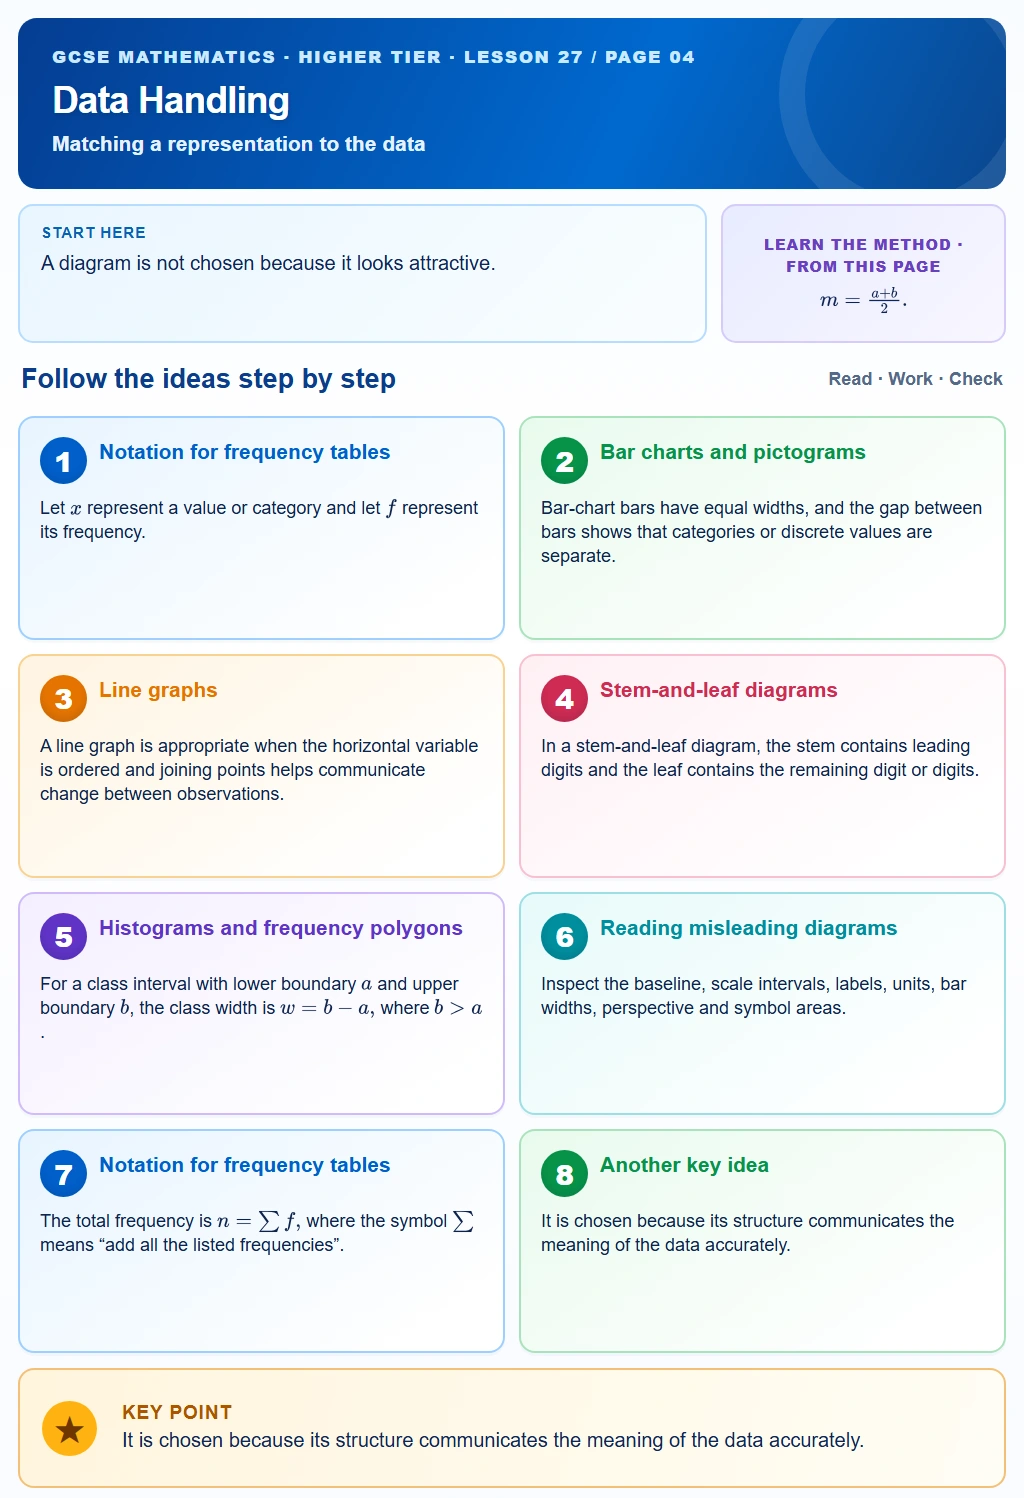 GCSE MATHEMATICS · HIGHER TIER · LESSON 27 / PAGE 04
Data Handling
Matching a representation to the data
START HERE
A diagram is not chosen because it looks attractive.
LEARN THE METHOD ·
FROM THIS PAGE
m = \frac{a+b}{2}.
Follow the ideas step by step
Read · Work · Check
1 Notation for frequency tables
Let x represent a value or category and let f represent
its frequency.
2 Bar charts and pictograms
Bar-chart bars have equal widths, and the gap between
bars shows that categories or discrete values are
separate.
3 Line graphs
A line graph is appropriate when the horizontal variable
is ordered and joining points helps communicate
change between observations.
4 Stem-and-leaf diagrams
In a stem-and-leaf diagram, the stem contains leading
digits and the leaf contains the remaining digit or digits.
5 Histograms and frequency polygons
For a class interval with lower boundary a and upper
boundary b, the class width is w = b − a, where b > a
.
6 Reading misleading diagrams
Inspect the baseline, scale intervals, labels, units, bar
widths, perspective and symbol areas.
7 Notation for frequency tables
The total frequency is n = ∑ f, where the symbol ∑
means “add all the listed frequencies”.
8 Another key idea
It is chosen because its structure communicates the
meaning of the data accurately.
KEY POINT
It is chosen because its structure communicates the meaning of the data accurately.